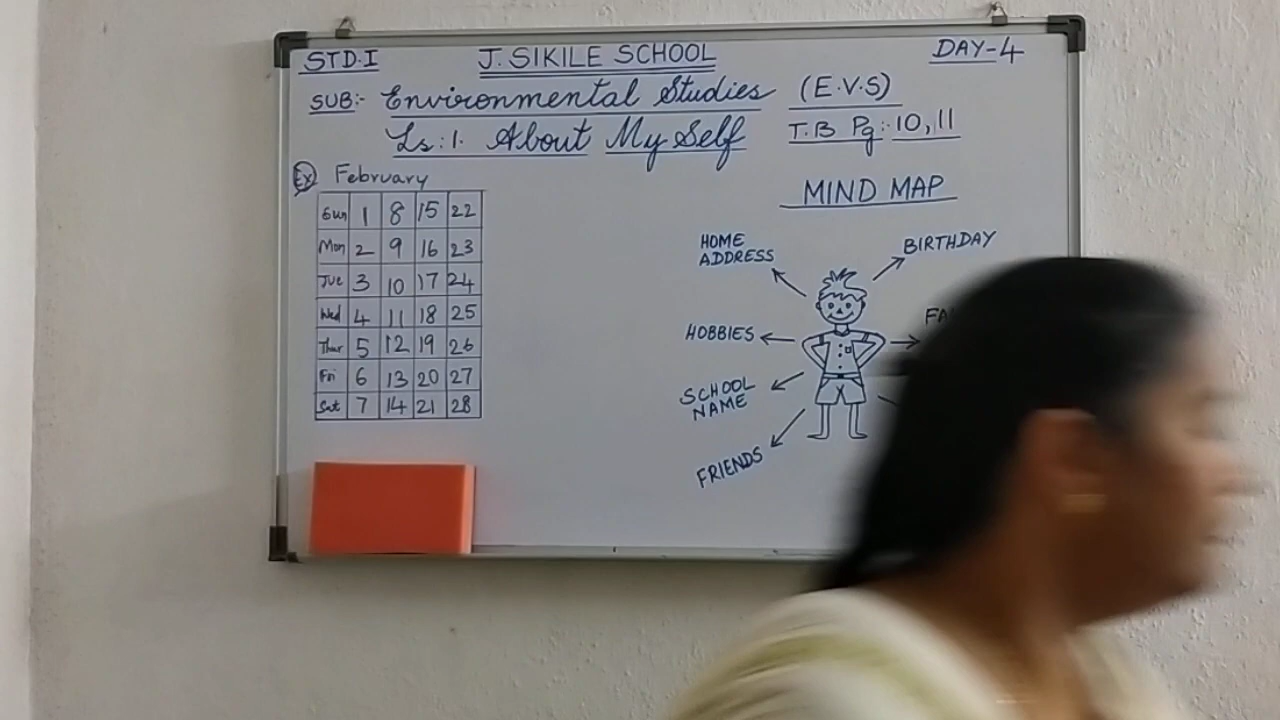 STD.I J. SIKILE SCHOOL DAY-4
SUB:- Environmental Studies (E.V.S)
Ls:1. About My Self T.B Pg:- 10, 11
Ex February
Sun 1 8 15 22
Mon 2 9 16 23
Tue 3 10 17 24
Wed 4 11 18 25
Thur 5 12 19 26
Fri 6 13 20 27
Sat 7 14 21 28
MIND MAP
HOME
ADDRESS
BIRTHDAY
HOBBIES
SCHOOL
NAME
FRIENDS